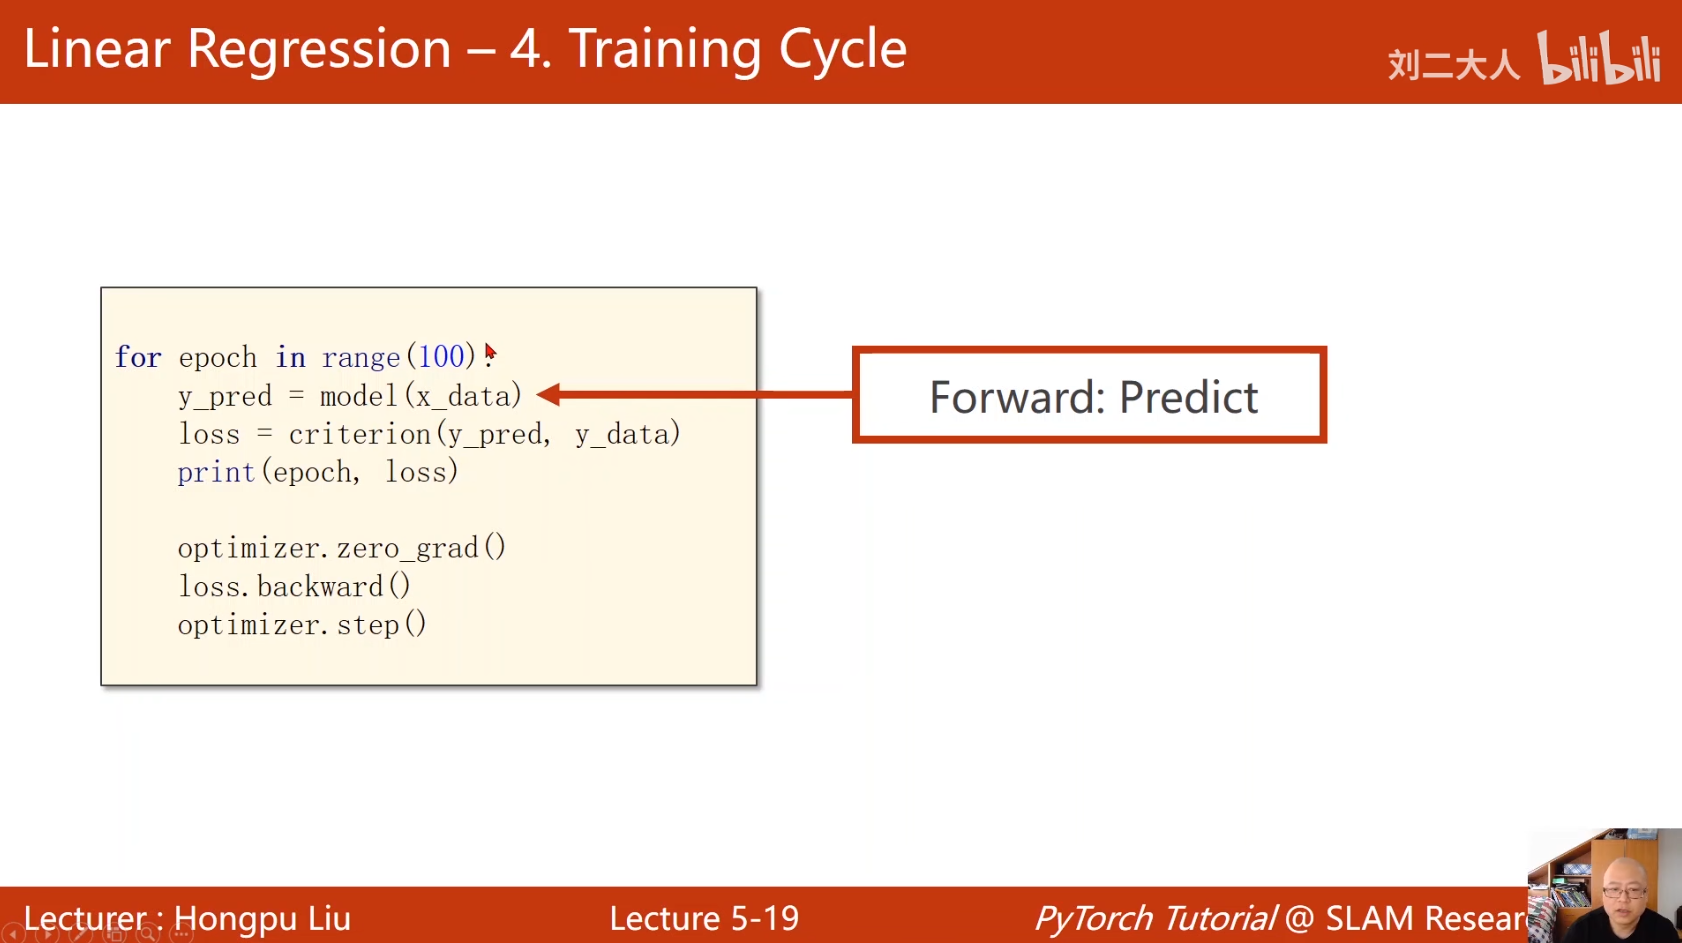 Linear Regression – 4. Training Cycle
刘二大人 bilibili
for epoch in range(100):
y_pred = model(x_data)
loss = criterion(y_pred, y_data)
print(epoch, loss)
optimizer.zero_grad()
loss.backward()
optimizer.step()
Forward: Predict
Lecturer : Hongpu Liu
Lecture 5-19
PyTorch Tutorial @ SLAM Resear